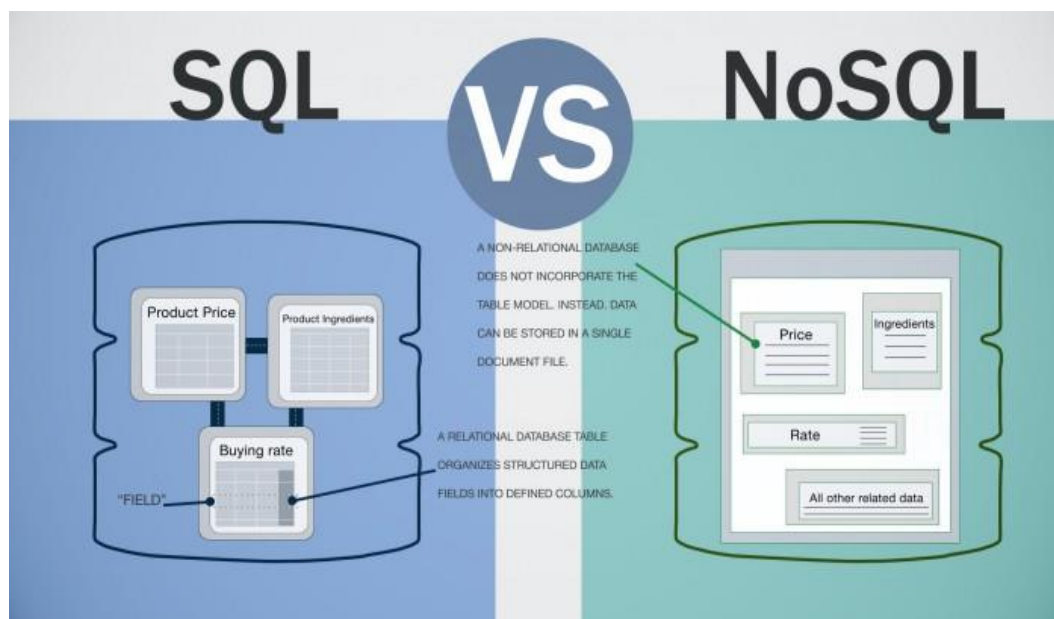 SQL
VS
NoSQL
A NON-RELATIONAL DATABASE
DOES NOT INCORPORATE THE
TABLE MODEL. INSTEAD. DATA
CAN BE STORED IN A SINGLE
DOCUMENT FILE.
Product Price
Product Ingredients
Buying rate
"FIELD"
A RELATIONAL DATABASE TABLE
ORGANIZES STRUCTURED DATA
FIELDS INTO DEFINED COLUMNS.
Price
Ingredients
Rate
All other related data